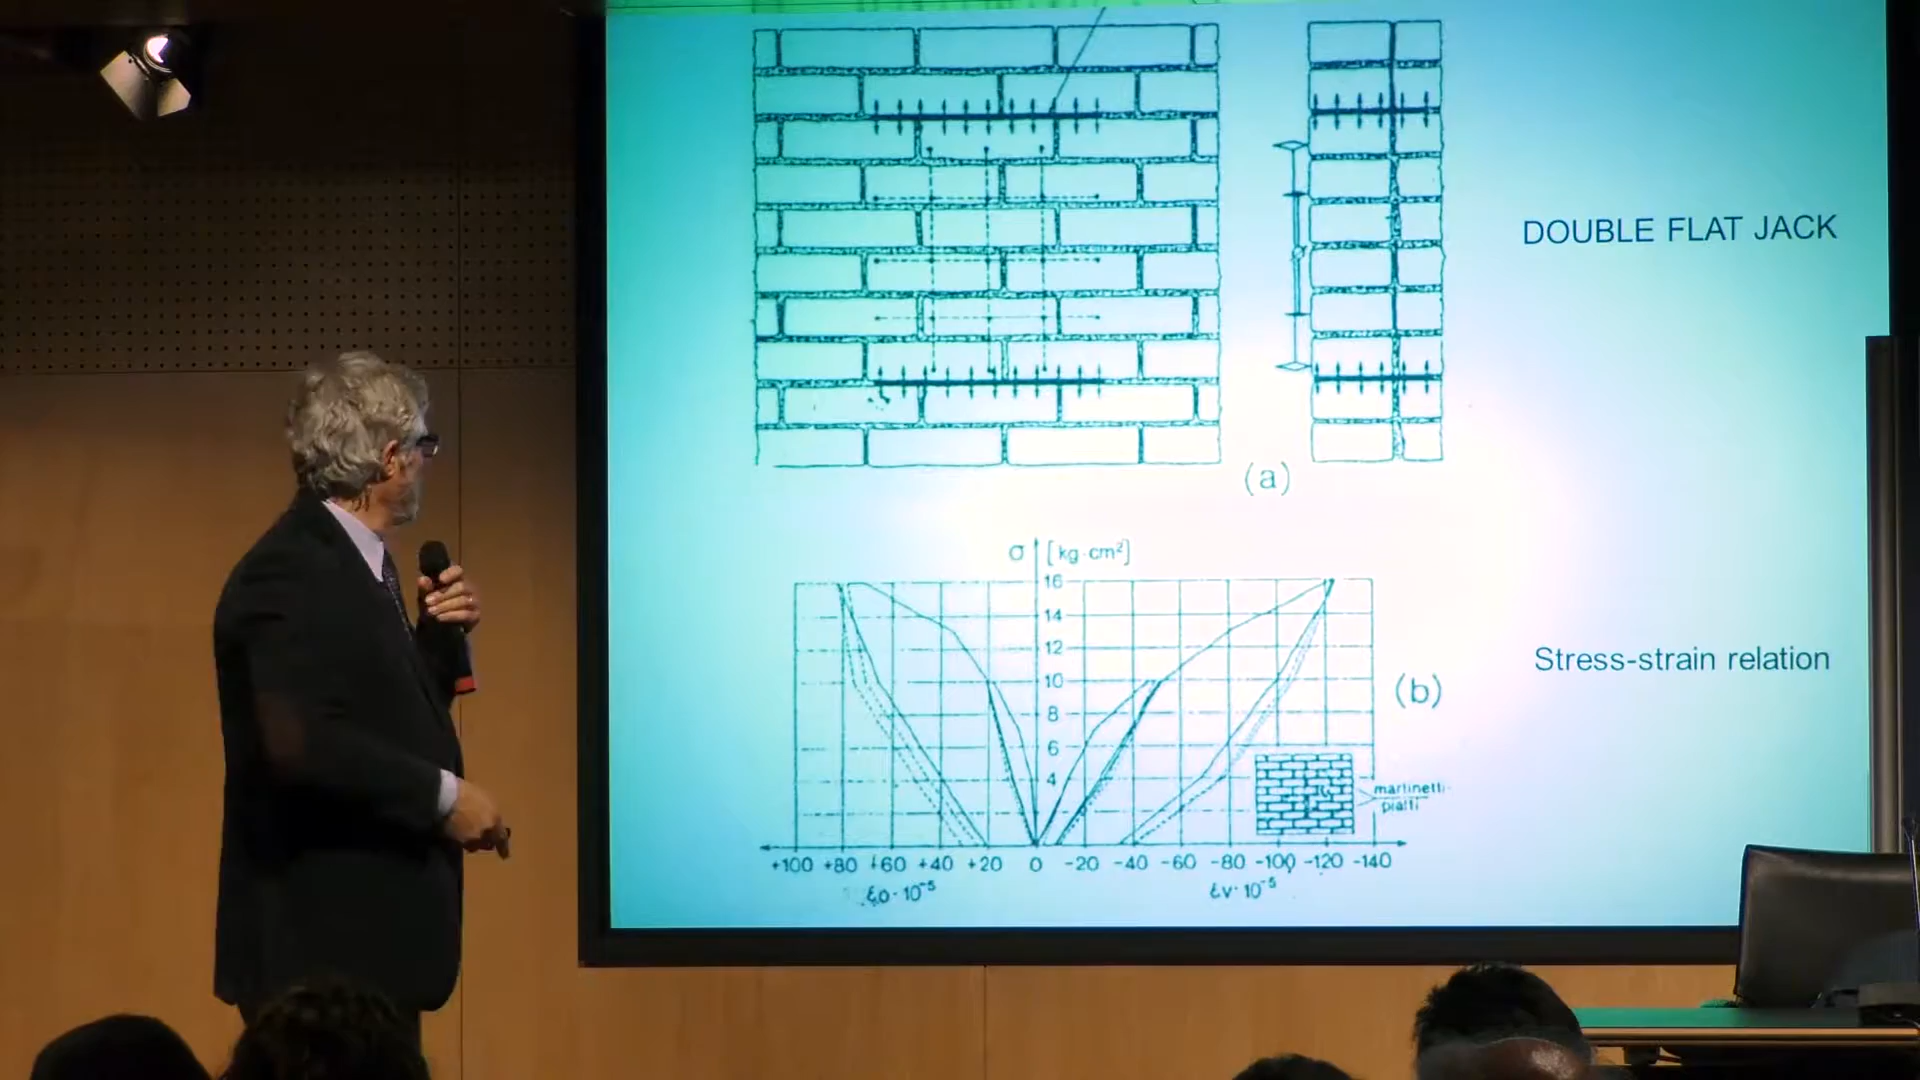 DOUBLE FLAT JACK
(a)
σ [kg·cm²]
16
14
12
10
8
6
4
Stress-strain relation
(b)
martinetti
piatti
+100 +80 +60 +40 +20 0 -20 -40 -60 -80 -100 -120 -140
εo·10⁻⁵
εv·10⁻⁵